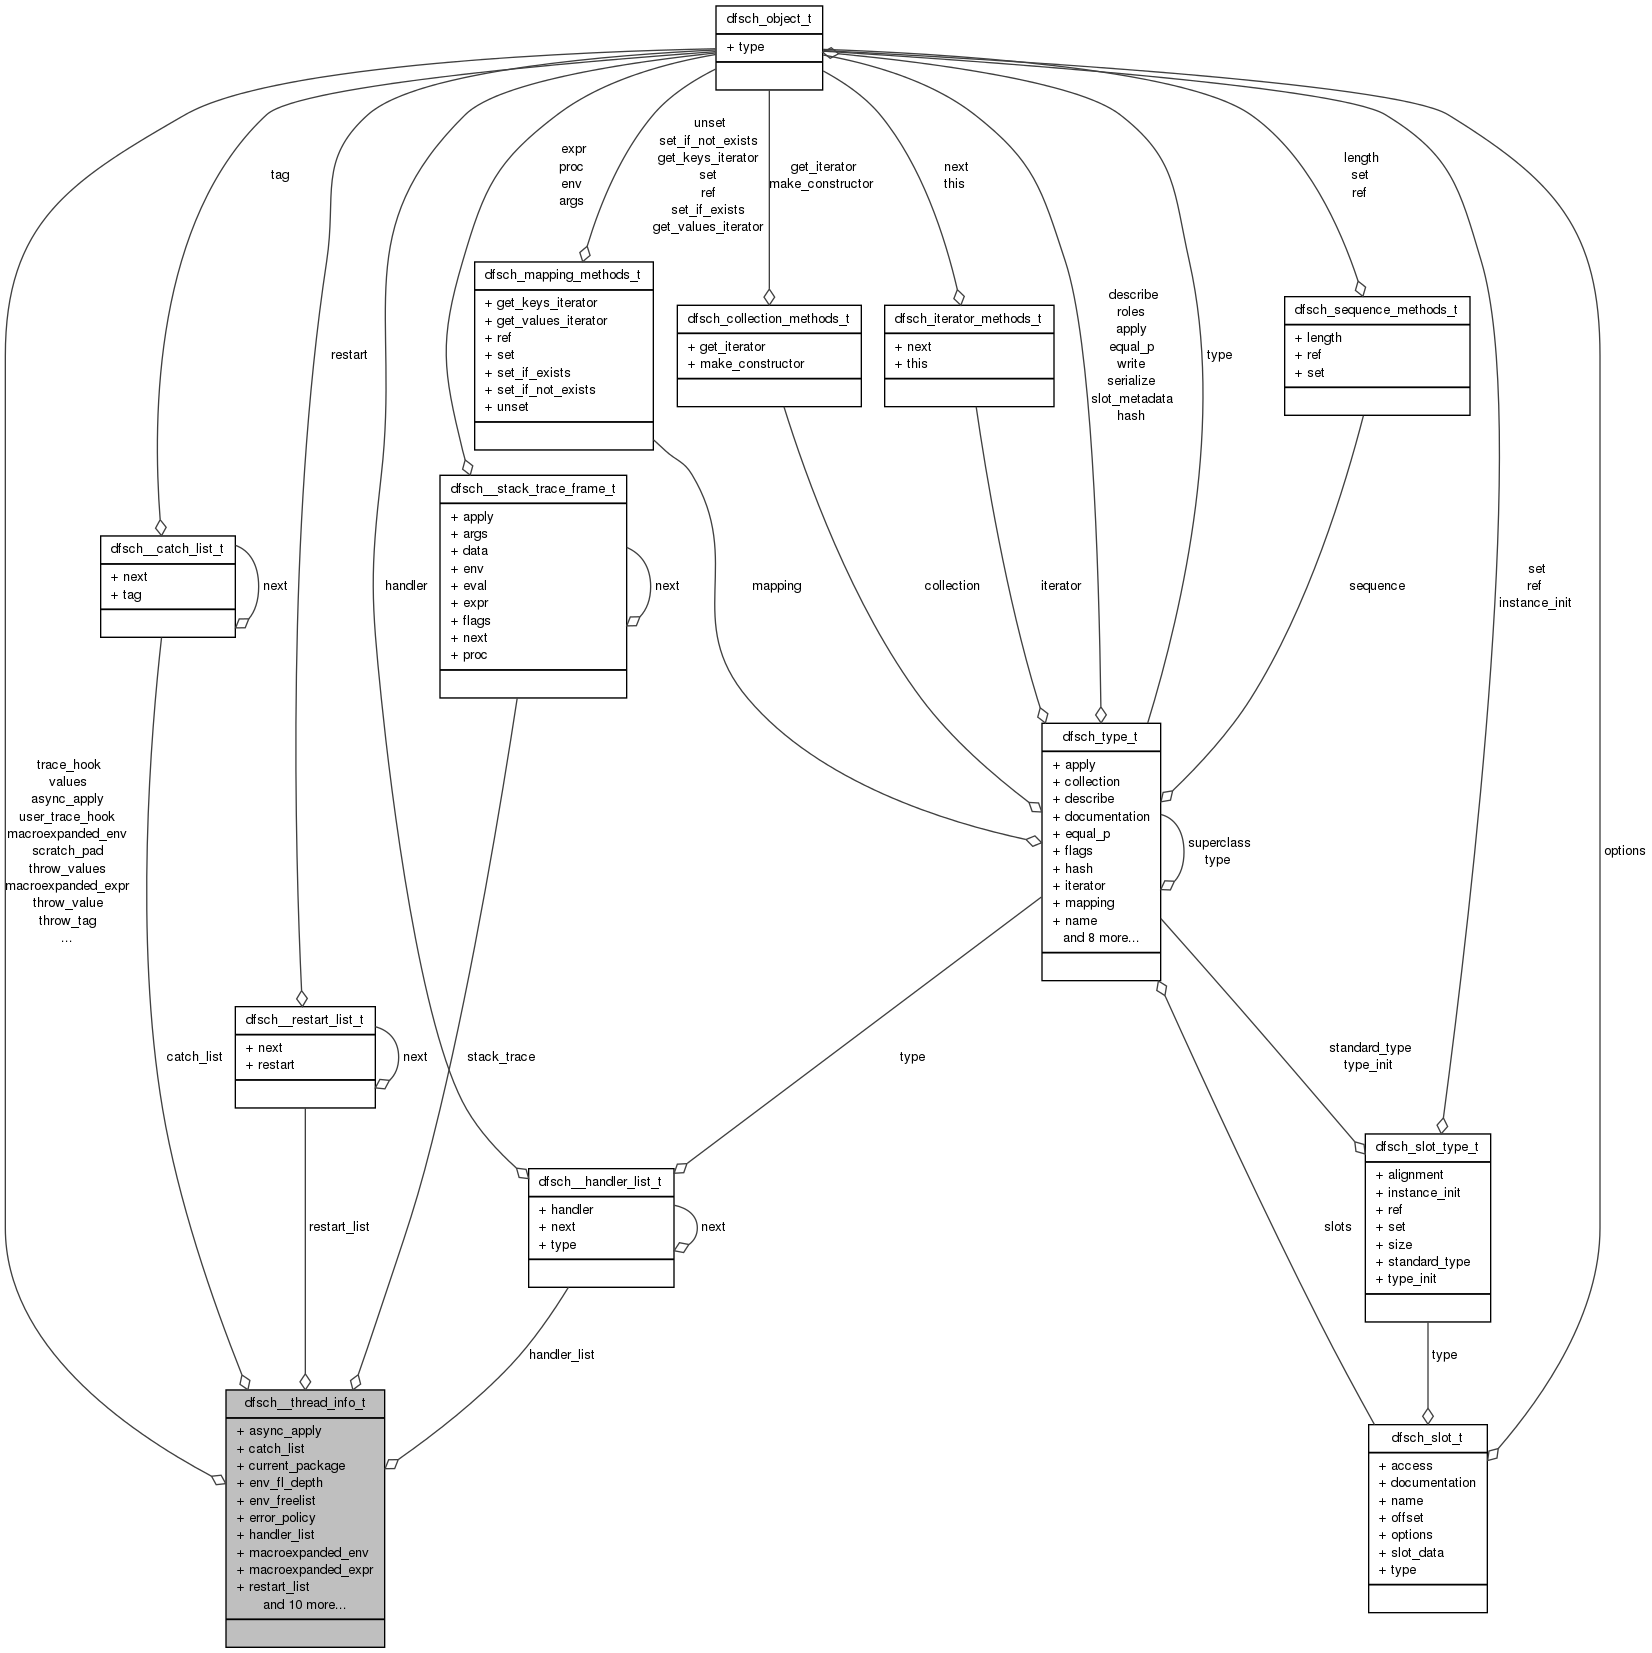 dfsch_object_t
+ type
tag
restart
handler
expr
proc
env
args
unset
set_if_not_exists
get_keys_iterator
set
ref
set_if_exists
get_values_iterator
get_iterator
make_constructor
next
this
describe
roles
apply
equal_p
write
serialize
slot_metadata
hash
type
length
set
ref
set
ref
instance_init
options
dfsch_mapping_methods_t
+ get_keys_iterator
+ get_values_iterator
+ ref
+ set
+ set_if_exists
+ set_if_not_exists
+ unset
dfsch_collection_methods_t
+ get_iterator
+ make_constructor
dfsch_iterator_methods_t
+ next
+ this
dfsch_sequence_methods_t
+ length
+ ref
+ set
dfsch__stack_trace_frame_t
+ apply
+ args
+ data
+ env
+ eval
+ expr
+ flags
+ next
+ proc
next
dfsch__catch_list_t
+ next
+ tag
next
mapping
collection
iterator
sequence
dfsch_type_t
+ apply
+ collection
+ describe
+ documentation
+ equal_p
+ flags
+ hash
+ iterator
+ mapping
+ name
and 8 more...
superclass
type
trace_hook
values
async_apply
user_trace_hook
macroexpanded_env
scratch_pad
throw_values
macroexpanded_expr
throw_value
throw_tag
...
catch_list
dfsch__restart_list_t
+ next
+ restart
next
stack_trace
type
standard_type
type_init
dfsch__handler_list_t
+ handler
+ next
+ type
next
restart_list
slots
dfsch_slot_type_t
+ alignment
+ instance_init
+ ref
+ set
+ size
+ standard_type
+ type_init
handler_list
type
dfsch__thread_info_t
+ async_apply
+ catch_list
+ current_package
+ env_fl_depth
+ env_freelist
+ error_policy
+ handler_list
+ macroexpanded_env
+ macroexpanded_expr
+ restart_list
and 10 more...
dfsch_slot_t
+ access
+ documentation
+ name
+ offset
+ options
+ slot_data
+ type